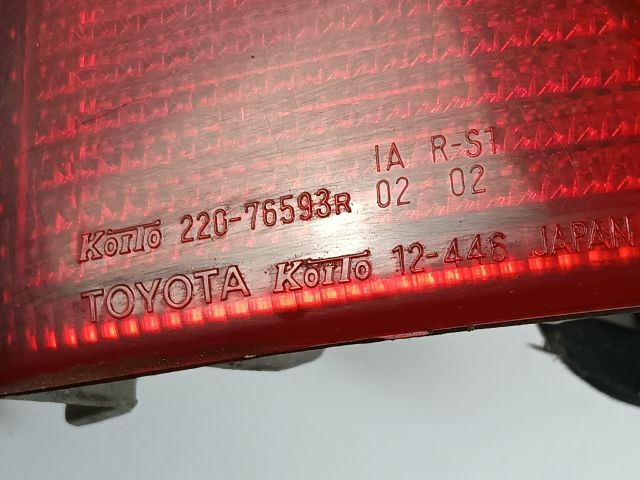 IA R-S1
KOITO 220-76593R 02 02
TOYOTA KOITO 12-446 JAPAN